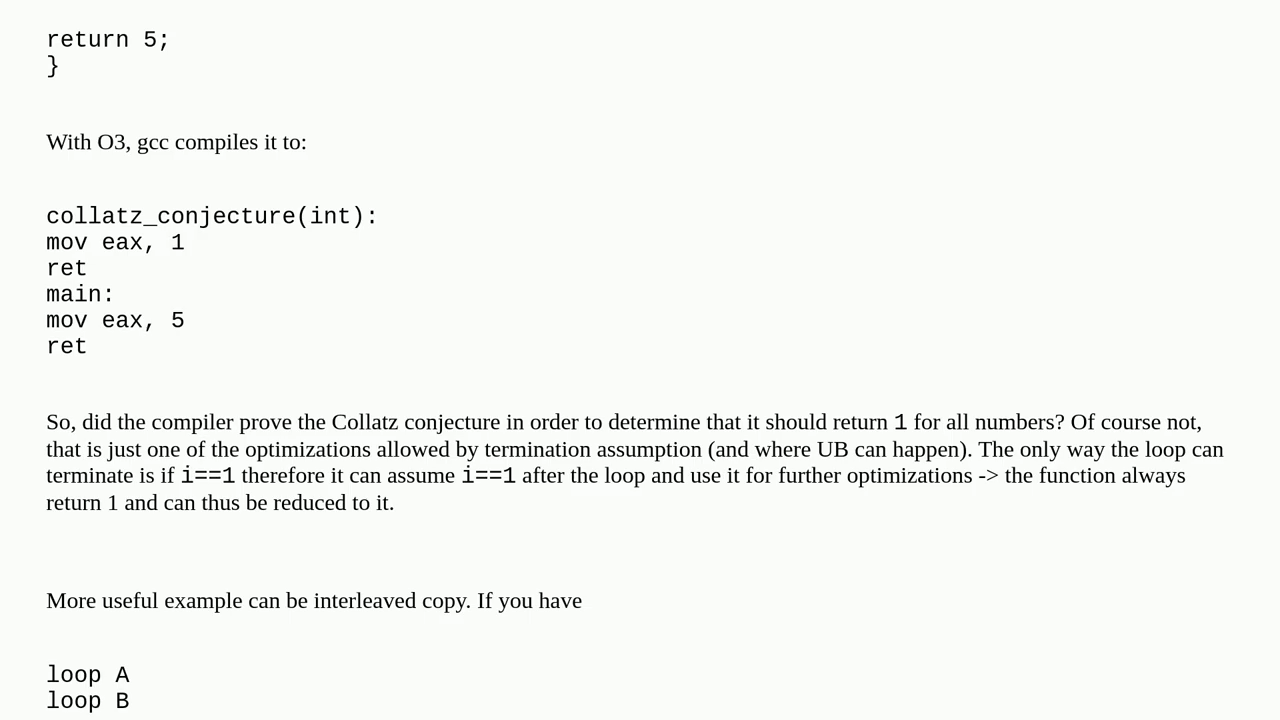 return 5;
}
With O3, gcc compiles it to:
collatz_conjecture(int):
mov eax, 1
ret
main:
mov eax, 5
ret
So, did the compiler prove the Collatz conjecture in order to determine that it should return 1 for all numbers? Of course not,
that is just one of the optimizations allowed by termination assumption (and where UB can happen). The only way the loop can
terminate is if i==1 therefore it can assume i==1 after the loop and use it for further optimizations -> the function always
return 1 and can thus be reduced to it.
More useful example can be interleaved copy. If you have
loop A
loop B